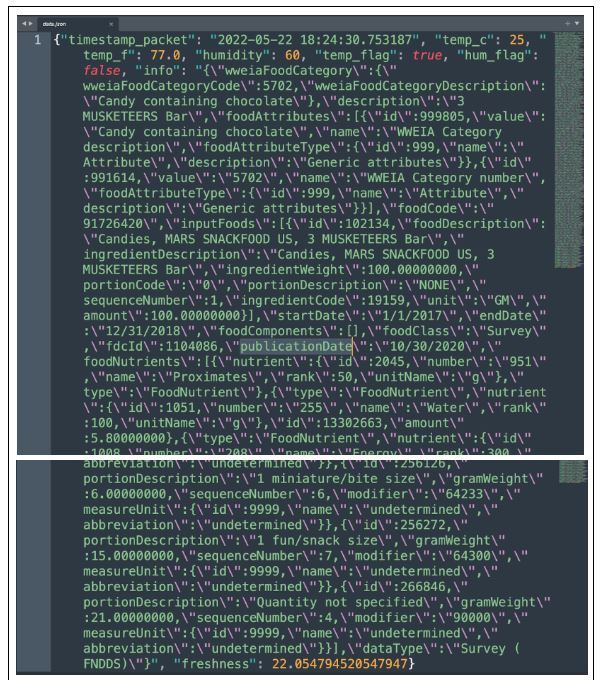 data.json
1 {"timestamp_packet": "2022-05-22 18:24:30.753187", "temp_c": 25, "
temp_f": 77.0, "humidity": 60, "temp_flag": true, "hum_flag":
false, "info": "{\"wweiaFoodCategory\":{\"
wweiaFoodCategoryCode\":5702,\"wweiaFoodCategoryDescription\"
:\"Candy containing chocolate\"},\"description\":\"3
MUSKETEERS Bar\",\"foodAttributes\":[{\"id\":999805,\"value\"
:\"Candy containing chocolate\",\"name\":\"WWEIA Category
description\",\"foodAttributeType\":{\"id\":999,\"name\":\"
Attribute\",\"description\":\"Generic attributes\"}},{\"id\"
:991614,\"value\":\"5702\",\"name\":\"WWEIA Category number\"
,\"foodAttributeType\":{\"id\":999,\"name\":\"Attribute\",\"
description\":\"Generic attributes\"}}],\"foodCode\":\"
91726420\",\"inputFoods\":[{\"id\":102134,\"foodDescription\"
:\"Candies, MARS SNACKFOOD US, 3 MUSKETEERS Bar\",\"
ingredientDescription\":\"Candies, MARS SNACKFOOD US, 3
MUSKETEERS Bar\",\"ingredientWeight\":100.00000000,\"
portionCode\":\"0\",\"portionDescription\":\"NONE\",\"
sequenceNumber\":1,\"ingredientCode\":19159,\"unit\":\"GM\",\"
amount\":100.00000000}],\"startDate\":\"1/1/2017\",\"endDate\"
:\"12/31/2018\",\"foodComponents\":[],\"foodClass\":\"Survey\"
,\"fdcId\":1104086,\"publicationDate\":\"10/30/2020\",\"
foodNutrients\":[{\"nutrient\":{\"id\":2045,\"number\":\"951\"
,\"name\":\"Proximates\",\"rank\":50,\"unitName\":\"g\"},\"
type\":\"FoodNutrient\"},{\"type\":\"FoodNutrient\",\"nutrient
\":{\"id\":1051,\"number\":\"255\",\"name\":\"Water\",\"rank\"
:100,\"unitName\":\"g\"},\"id\":13302663,\"amount\"
:5.80000000},{\"type\":\"FoodNutrient\",\"nutrient\":{\"id\"
:1008,\"number\":\"208\",\"name\":\"Energy\",\"rank\":300,\"
abbreviation\":\"undetermined\"}},{\"id\":256126,\"
portionDescription\":\"1 miniature/bite size\",\"gramWeight\"
:6.00000000,\"sequenceNumber\":6,\"modifier\":\"64233\",\"
measureUnit\":{\"id\":9999,\"name\":\"undetermined\",\"
abbreviation\":\"undetermined\"}},{\"id\":256272,\"
portionDescription\":\"1 fun/snack size\",\"gramWeight\"
:15.00000000,\"sequenceNumber\":7,\"modifier\":\"64300\",\"
measureUnit\":{\"id\":9999,\"name\":\"undetermined\",\"
abbreviation\":\"undetermined\"}},{\"id\":266846,\"
portionDescription\":\"Quantity not specified\",\"gramWeight\"
:21.00000000,\"sequenceNumber\":4,\"modifier\":\"90000\",\"
measureUnit\":{\"id\":9999,\"name\":\"undetermined\",\"
abbreviation\":\"undetermined\"}}],\"dataType\":\"Survey (
FNDDS)\"}", "freshness": 22.054794520547947}